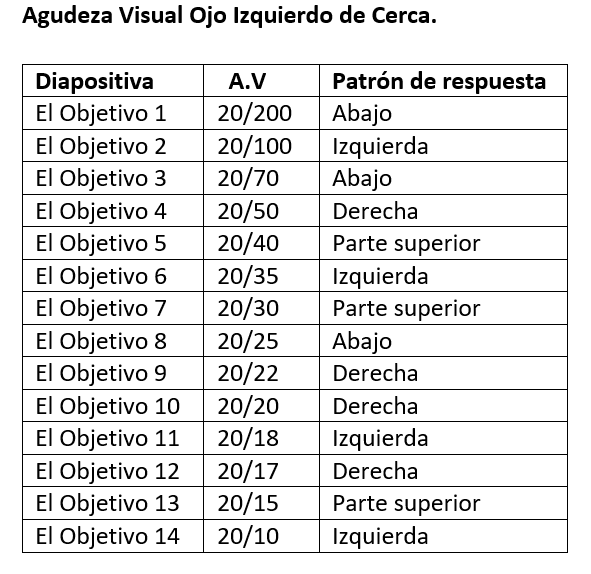 Agudeza Visual Ojo Izquierdo de Cerca.
Diapositiva A.V Patrón de respuesta
El Objetivo 1 20/200 Abajo
El Objetivo 2 20/100 Izquierda
El Objetivo 3 20/70 Abajo
El Objetivo 4 20/50 Derecha
El Objetivo 5 20/40 Parte superior
El Objetivo 6 20/35 Izquierda
El Objetivo 7 20/30 Parte superior
El Objetivo 8 20/25 Abajo
El Objetivo 9 20/22 Derecha
El Objetivo 10 20/20 Derecha
El Objetivo 11 20/18 Izquierda
El Objetivo 12 20/17 Derecha
El Objetivo 13 20/15 Parte superior
El Objetivo 14 20/10 Izquierda